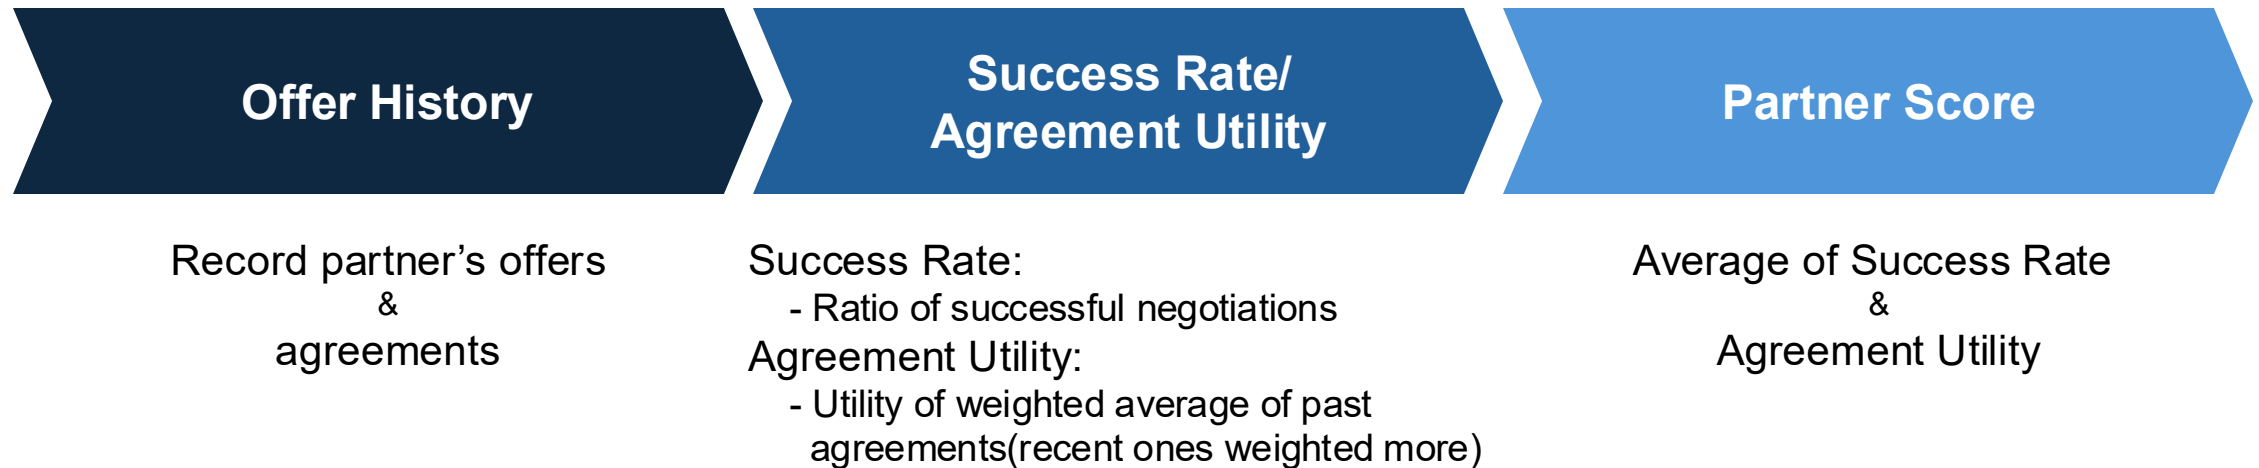 Offer History
Success Rate/
Agreement Utility
Partner Score
Record partner’s offers
&
agreements
Success Rate:
- Ratio of successful negotiations
Agreement Utility:
- Utility of weighted average of past
agreements(recent ones weighted more)
Average of Success Rate
&
Agreement Utility